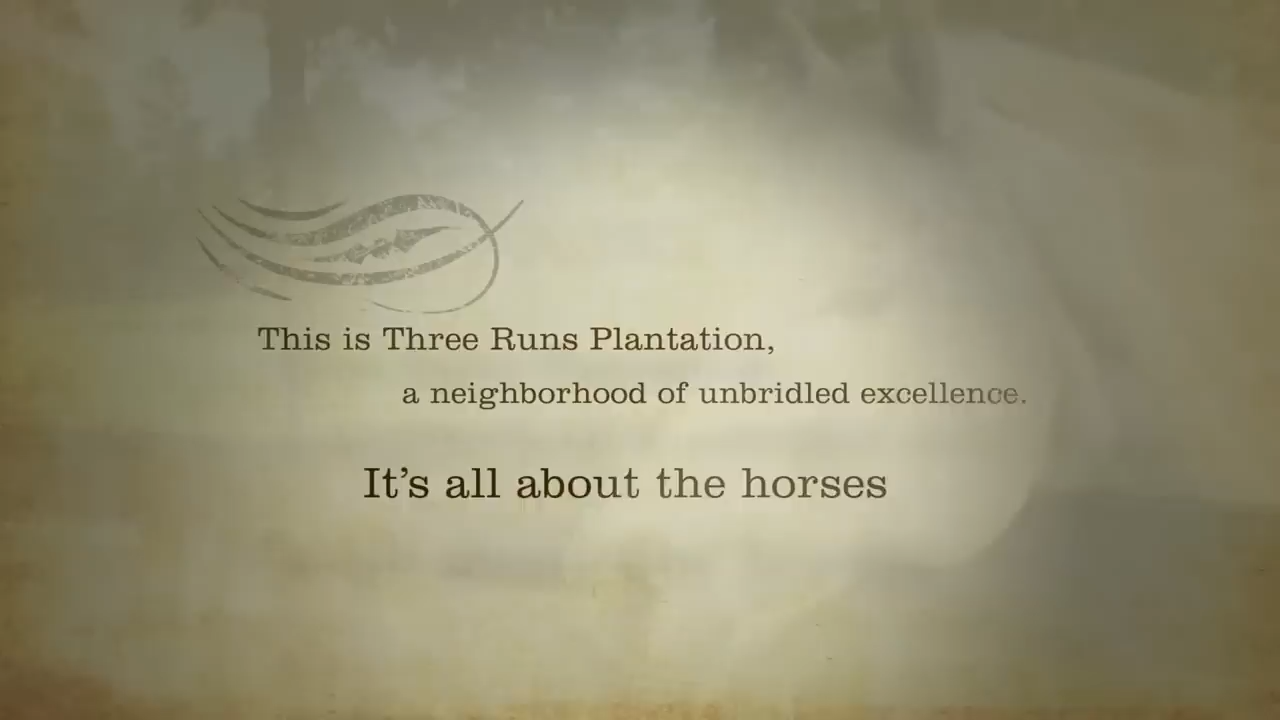 This is Three Runs Plantation,
a neighborhood of unbridled excellence.
It’s all about the horses